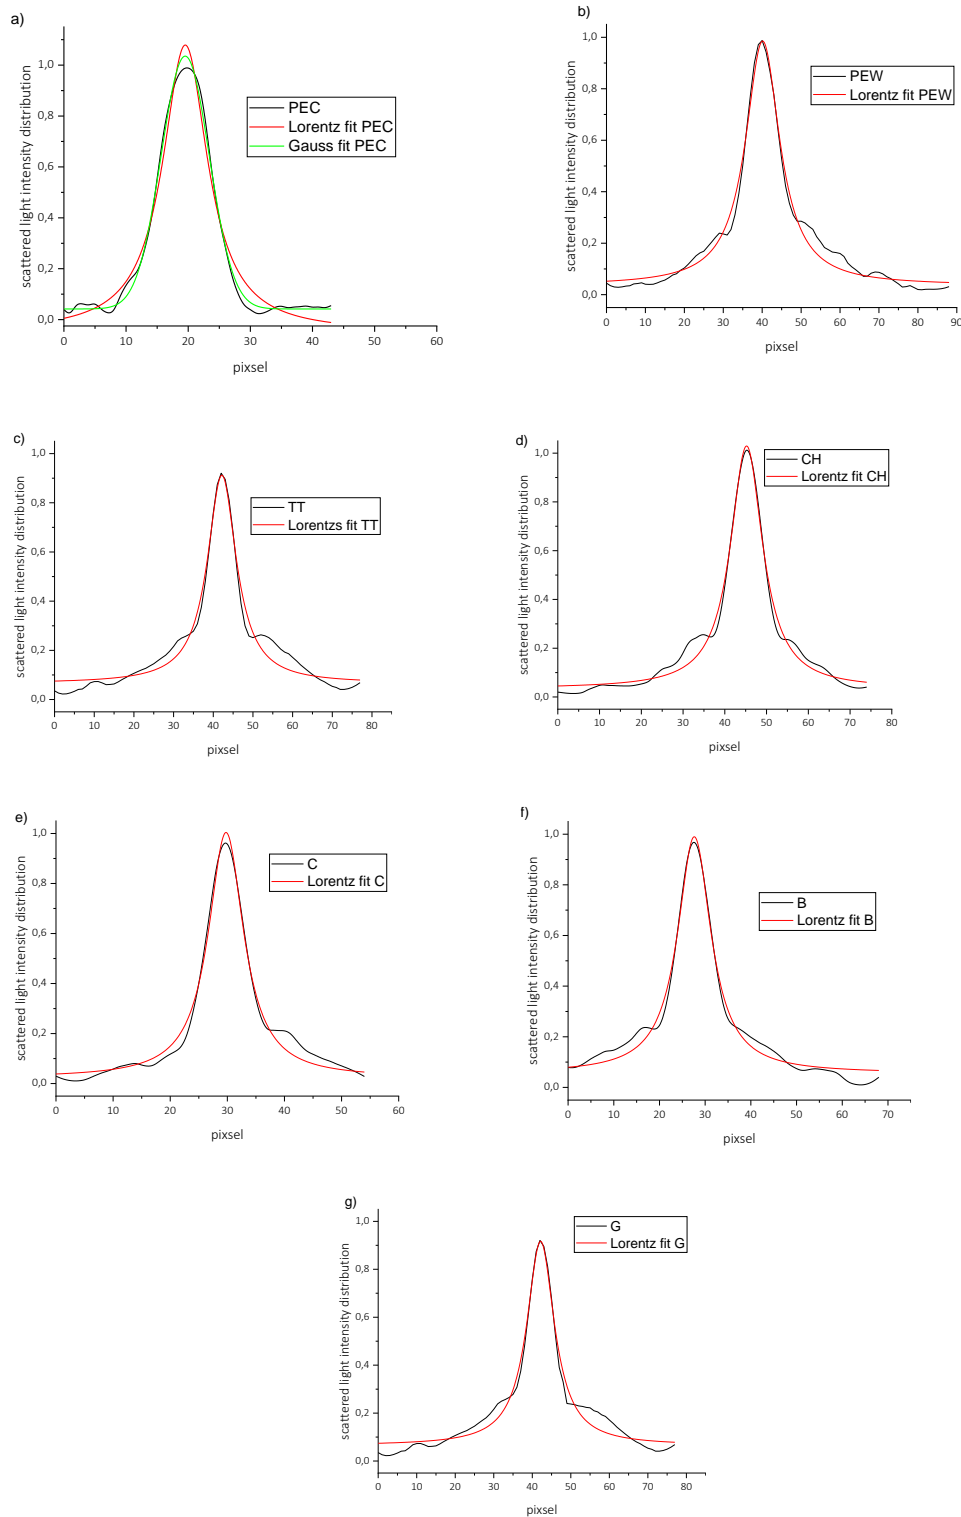 a)
scattered light intensity distribution
1,0
0,8
0,6
0,4
0,2
0,0
0 10 20 30 40 50 60
pixsel
PEC
Lorentz fit PEC
Gauss fit PEC
b)
scattered light intensity distribution
1,0
0,8
0,6
0,4
0,2
0,0
0 10 20 30 40 50 60 70 80 90
pixsel
PEW
Lorentz fit PEW
c)
scattered light intensity distribution
1,0
0,8
0,6
0,4
0,2
0,0
0 10 20 30 40 50 60 70 80
pixsel
TT
Lorentzs fit TT
d)
scattered light intensity distribution
1,0
0,8
0,6
0,4
0,2
0,0
0 10 20 30 40 50 60 70 80
pixsel
CH
Lorentz fit CH
e)
scattered light intensity distribution
1,0
0,8
0,6
0,4
0,2
0,0
0 10 20 30 40 50 60
pixsel
C
Lorentz fit C
f)
scattered light intensity distribution
1,0
0,8
0,6
0,4
0,2
0,0
0 10 20 30 40 50 60 70
pixsel
B
Lorentz fit B
g)
scattered light intensity distribution
1,0
0,8
0,6
0,4
0,2
0,0
0 10 20 30 40 50 60 70 80
pixsel
G
Lorentz fit G